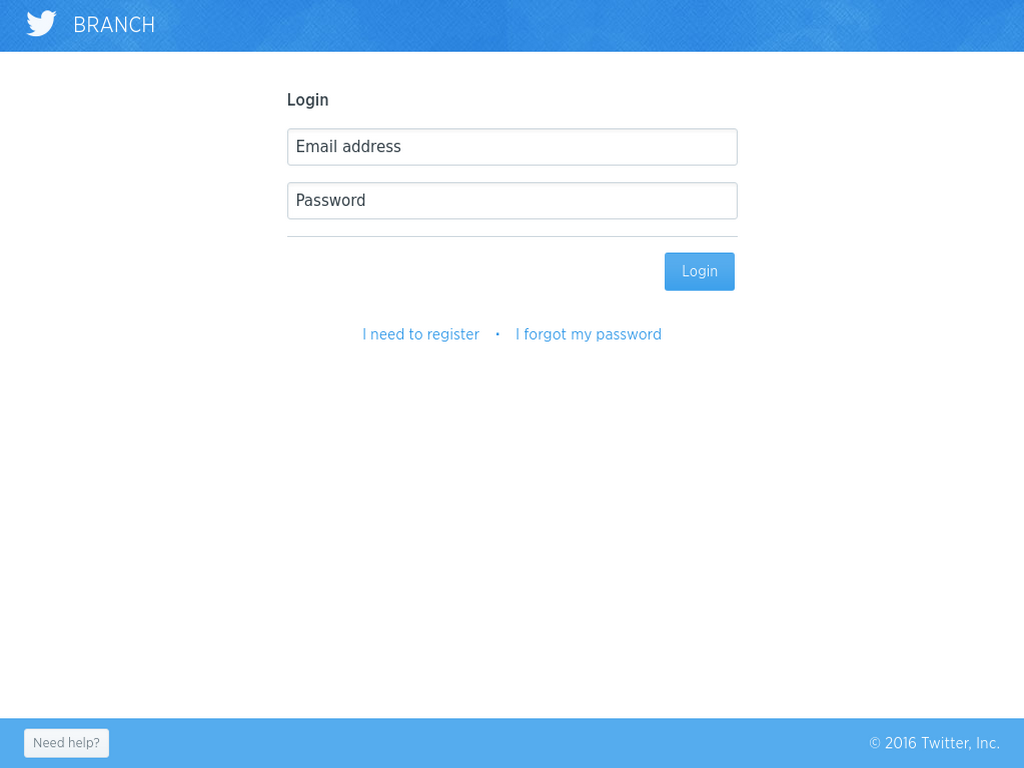 BRANCH
Login
Email address
Password
Login
I need to register • I forgot my password
Need help?
© 2016 Twitter, Inc.